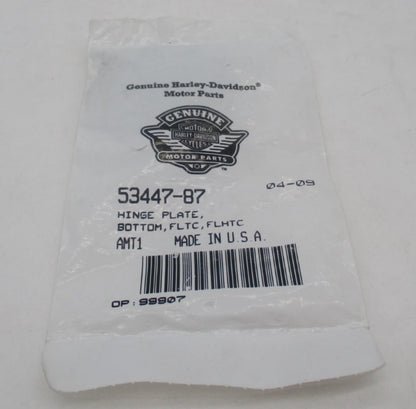 Genuine Harley-Davidson®
Motor Parts
GENUINE
MOTOR
HARLEY-DAVIDSON
CYCLES
MOTOR PARTS
™
53447-87
04-09
HINGE PLATE,
BOTTOM,FLTC,FLHTC
AMT1 MADE IN U.S.A.
OP:99907